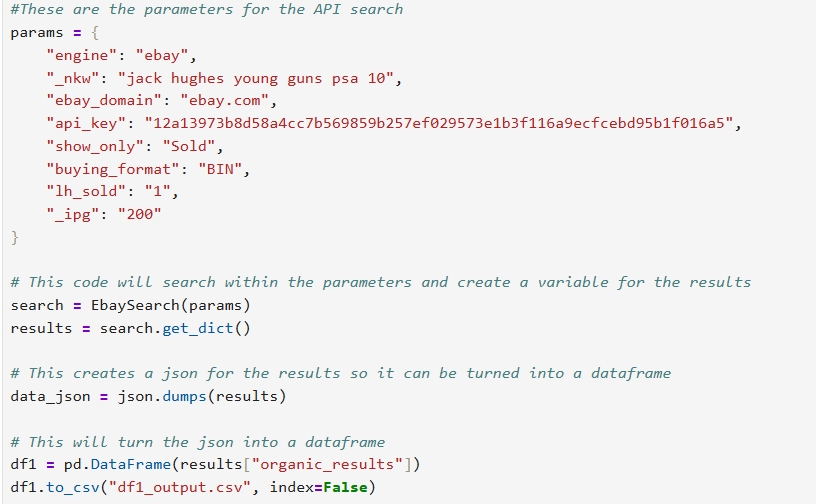 #These are the parameters for the API search
params = {
    "engine": "ebay",
    "_nkw": "jack hughes young guns psa 10",
    "ebay_domain": "ebay.com",
    "api_key": "12a13973b8d58a4cc7b569859b257ef029573e1b3f116a9ecfcebd95b1f016a5",
    "show_only": "Sold",
    "buying_format": "BIN",
    "lh_sold": "1",
    "_ipg": "200"
}

# This code will search within the parameters and create a variable for the results
search = EbaySearch(params)
results = search.get_dict()

# This creates a json for the results so it can be turned into a dataframe
data_json = json.dumps(results)

# This will turn the json into a dataframe
df1 = pd.DataFrame(results["organic_results"])
df1.to_csv("df1_output.csv", index=False)